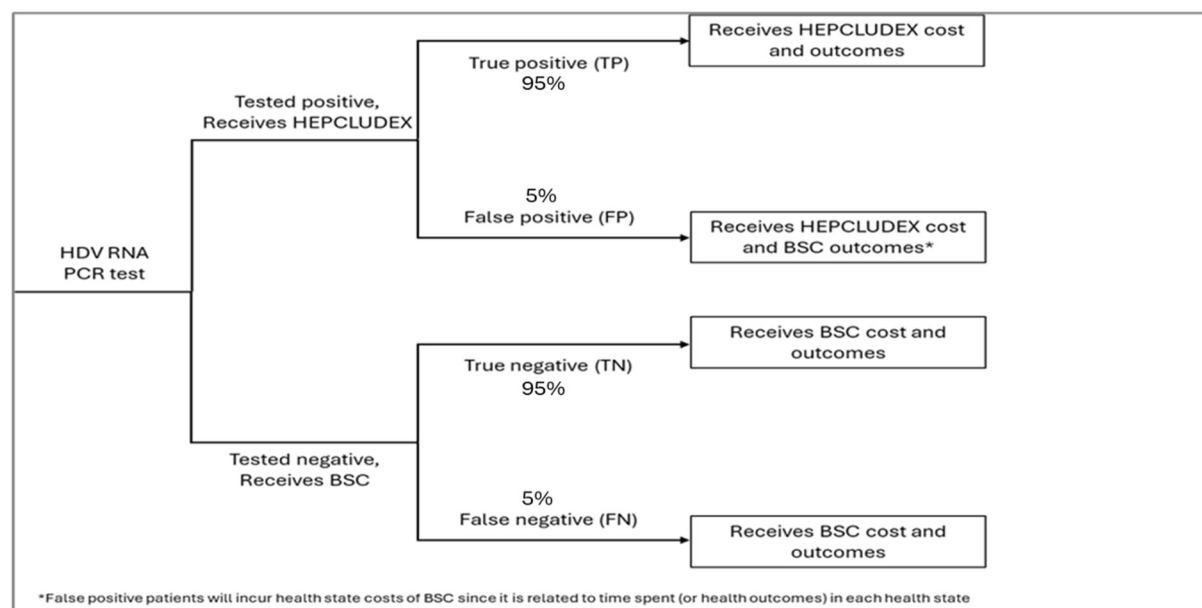 Receives HEPCLUDEX cost
and outcomes
True positive (TP)
95%
Tested positive,
Receives HEPCLUDEX
5%
False positive (FP)
Receives HEPCLUDEX cost
and BSC outcomes*
HDV RNA
PCR test
Receives BSC cost and
outcomes
True negative (TN)
95%
Tested negative,
Receives BSC
5%
False negative (FN)
Receives BSC cost and
outcomes
*False positive patients will incur health state costs of BSC since it is related to time spent (or health outcomes) in each health state